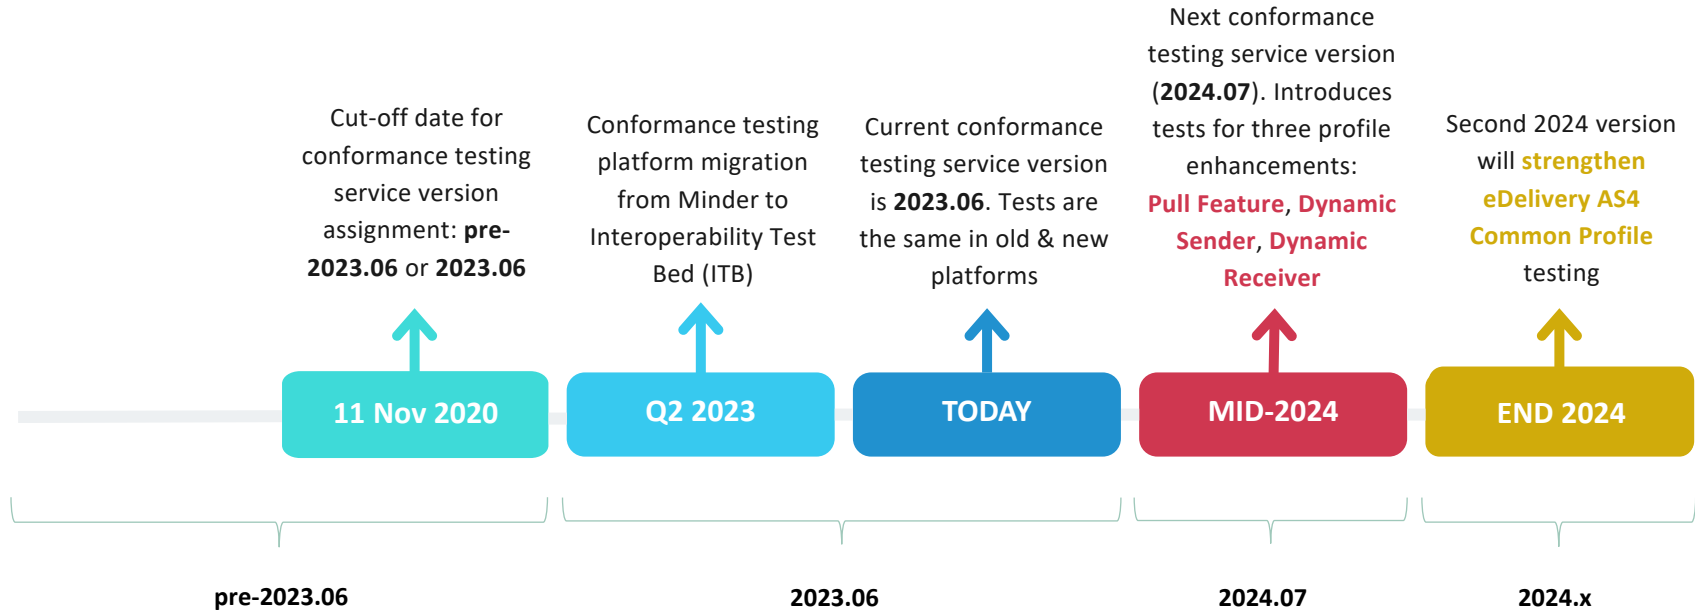 Cut-off date for
conformance testing
service version
assignment: pre-
2023.06 or 2023.06
Conformance testing
platform migration
from Minder to
Interoperability Test
Bed (ITB)
Current conformance
testing service version
is 2023.06. Tests are
the same in old & new
platforms
Next conformance
testing service version
(2024.07). Introduces
tests for three profile
enhancements:
Pull Feature, Dynamic
Sender, Dynamic
Receiver
Second 2024 version
will strengthen
eDelivery AS4
Common Profile
testing
11 Nov 2020
Q2 2023
TODAY
MID-2024
END 2024
pre-2023.06
2023.06
2024.07
2024.x